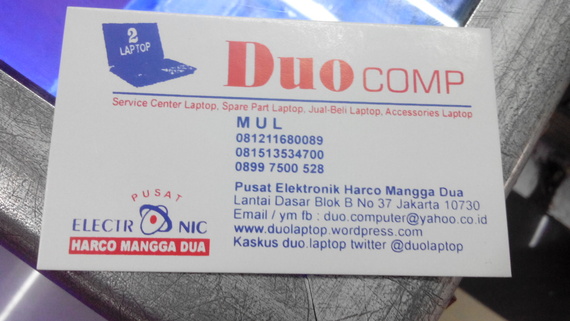 2
LAPTOP
Duo COMP
Service Center Laptop, Spare Part Laptop, Jual-Beli Laptop, Accessories Laptop
MUL
081211680089
081513534700
0899 7500 528
Pusat Elektronik Harco Mangga Dua
Lantai Dasar Blok B No 37 Jakarta 10730
Email / ym fb : duo.computer@yahoo.co.id
www.duolaptop.wordpress.com
Kaskus duo.laptop twitter @duolaptop
PUSAT
ELECTR NIC
HARCO MANGGA DUA